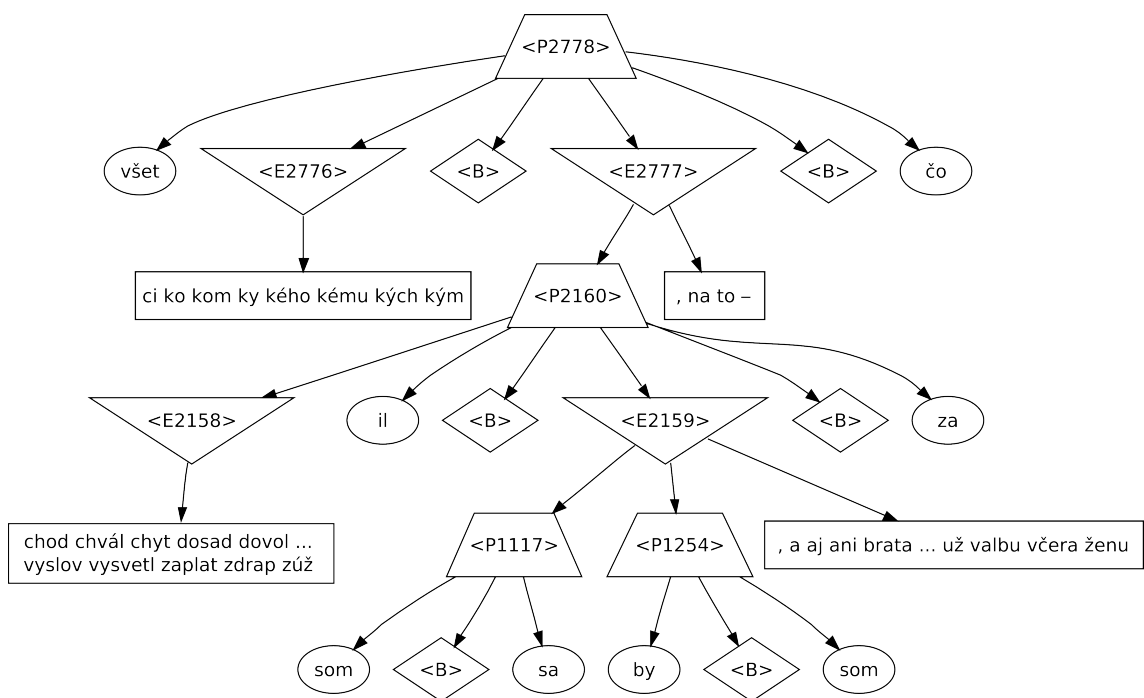 <P2778>
všet
<E2776>
<B>
<E2777>
<B>
čo
ci ko kom ky kého kému kých kým
<P2160>
, na to –
<E2158>
il
<B>
<E2159>
<B>
za
chod chvál chyt dosad dovol ...
vyslov vysvetl zaplat zdrap zúž
<P1117>
<P1254>
, a aj ani brata ... už valbu včera ženu
som
<B>
sa
by
<B>
som